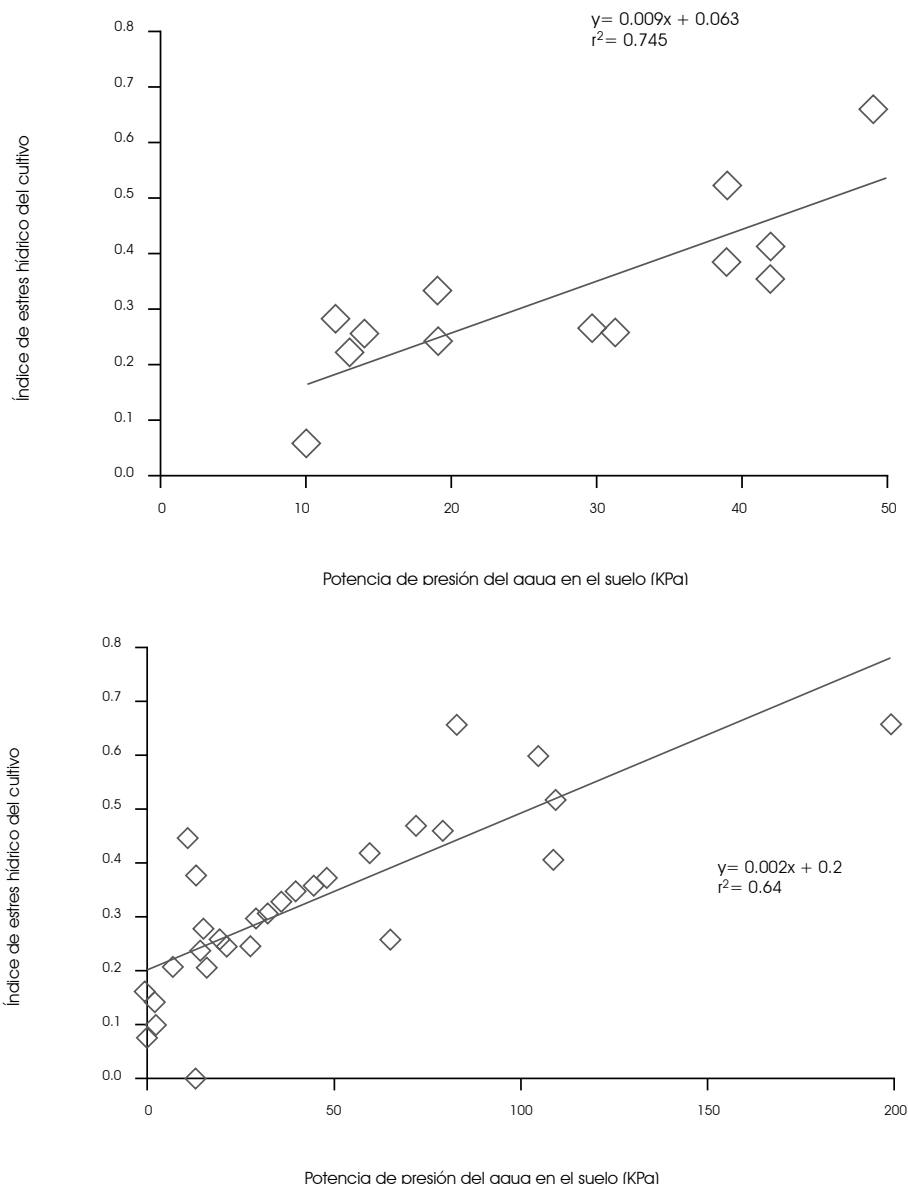 y= 0.009x + 0.063
r²= 0.745
0.8
0.7
0.6
0.5
0.4
0.3
0.2
0.1
0.0
Índice de estres hídrico del cultivo
0 10 20 30 40 50
Potencia de presión del agua en el suelo (KPa)
0.8
0.7
0.6
0.5
0.4
0.3
0.2
0.1
0.0
Índice de estres hídrico del cultivo
y= 0.002x + 0.2
r²= 0.64
0 50 100 150 200
Potencia de presión del agua en el suelo (KPa)